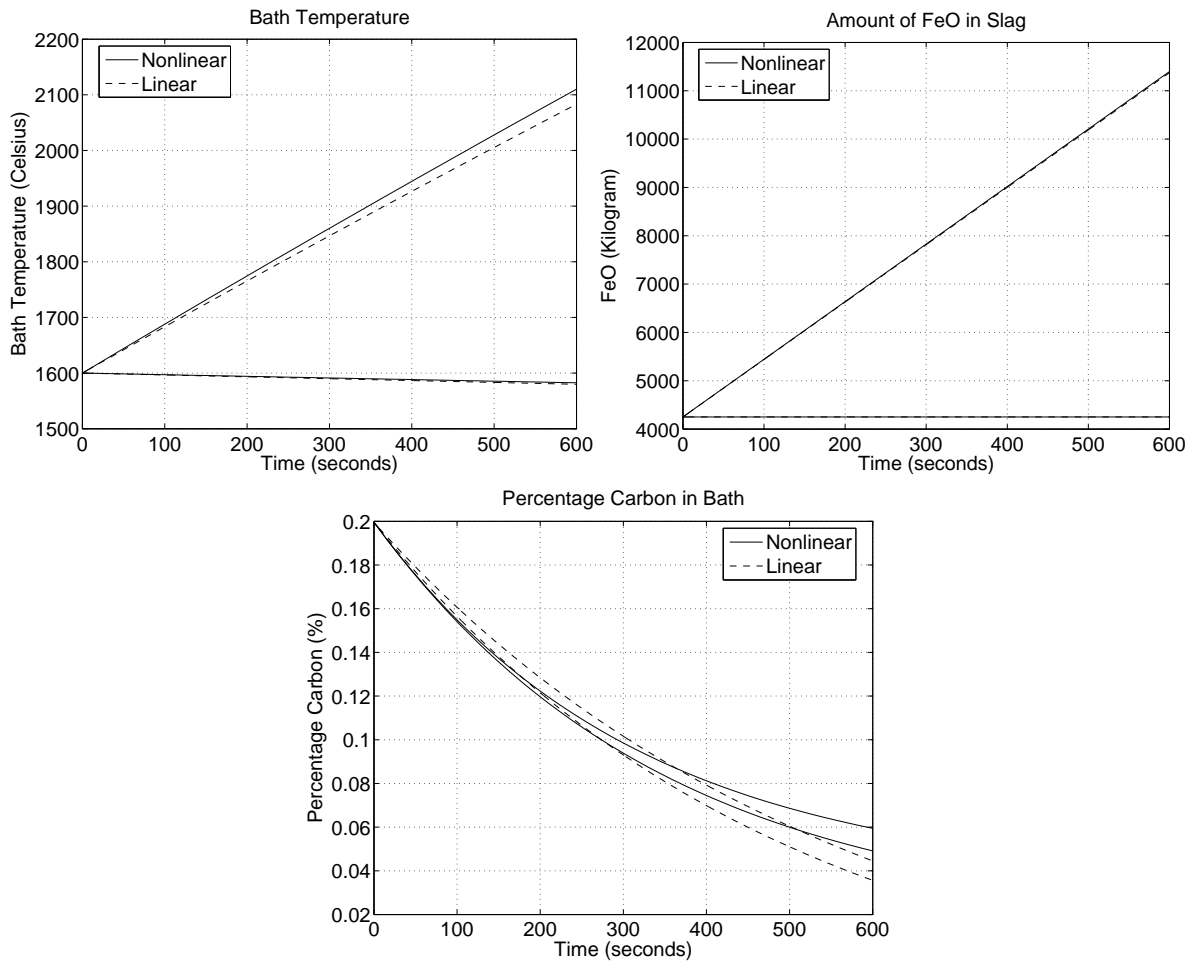 Bath Temperature
2200
2100
2000
1900
1800
1700
1600
1500
Bath Temperature (Celsius)
Nonlinear
Linear
0 100 200 300 400 500 600
Time (seconds)
Amount of FeO in Slag
12000
11000
10000
9000
8000
7000
6000
5000
4000
FeO (Kilogram)
Nonlinear
Linear
0 100 200 300 400 500 600
Time (seconds)
Percentage Carbon in Bath
0.2
0.18
0.16
0.14
0.12
0.1
0.08
0.06
0.04
0.02
Percentage Carbon (%)
Nonlinear
Linear
0 100 200 300 400 500 600
Time (seconds)